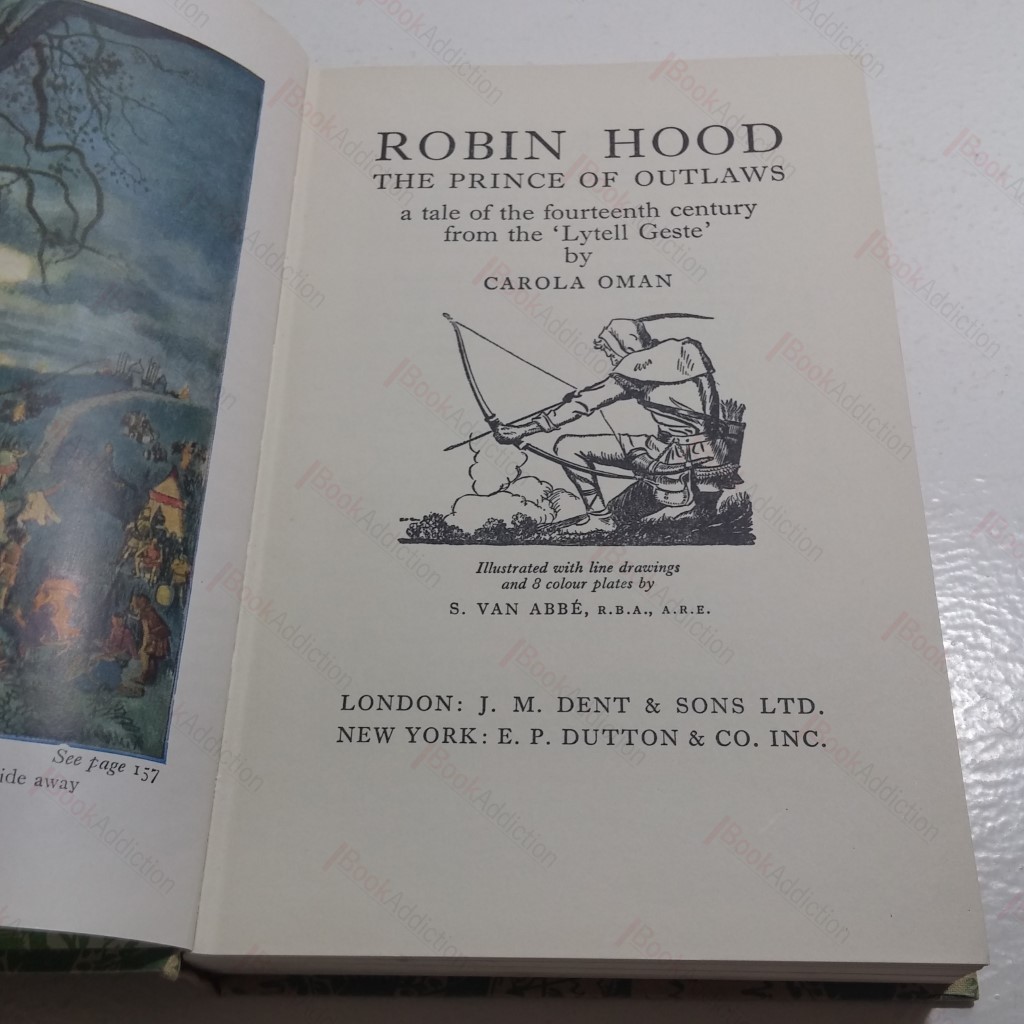 See page 157
ide away
ROBIN HOOD
THE PRINCE OF OUTLAWS
a tale of the fourteenth century
from the ‘Lytell Geste’
by
CAROLA OMAN
Illustrated with line drawings
and 8 colour plates by
S. VAN ABBÉ, R.B.A., A.R.E.
LONDON: J. M. DENT & SONS LTD.
NEW YORK: E. P. DUTTON & CO. INC.
BookAddiction